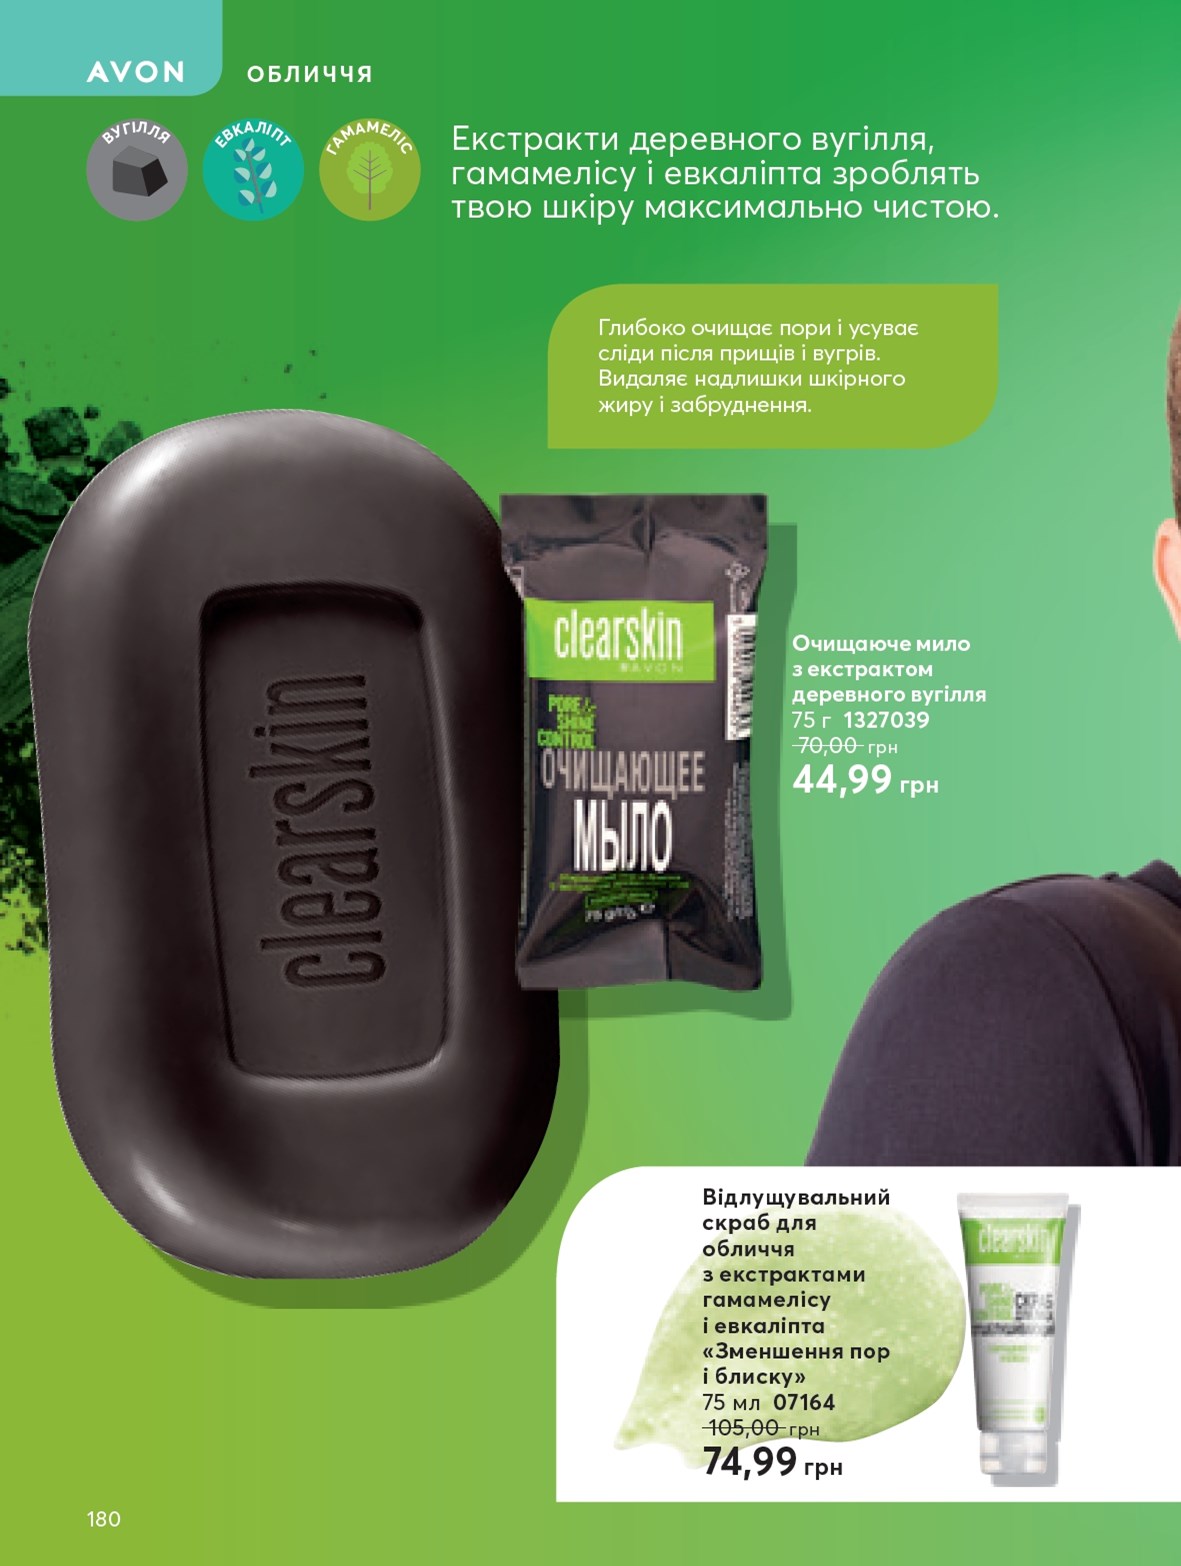 AVON
ОБЛИЧЧЯ
ВУГІЛЛЯ
ЕВКАЛІПТ
ГАМАМЕЛІС
Екстракти деревного вугілля,
гамамелісу і евкаліпта зроблять
твою шкіру максимально чистою.
Глибоко очищає пори і усуває
сліди після прищів і вугрів.
Видаляє надлишки шкірного
жиру і забруднення.
clearskin
clearskin
AVON
PORE &
SHINE
CONTROL
ОЧИЩАЮЩЕЕ
МЫЛО
Очищаюче мило
з екстрактом
деревного вугілля
75 г 1327039
70,00 грн
44,99 грн
Відлущувальний
скраб для
обличчя
з екстрактами
гамамелісу
і евкаліпта
«Зменшення пор
і блиску»
75 мл 07164
105,00 грн
74,99 грн
clearskin
СКРАБ
180